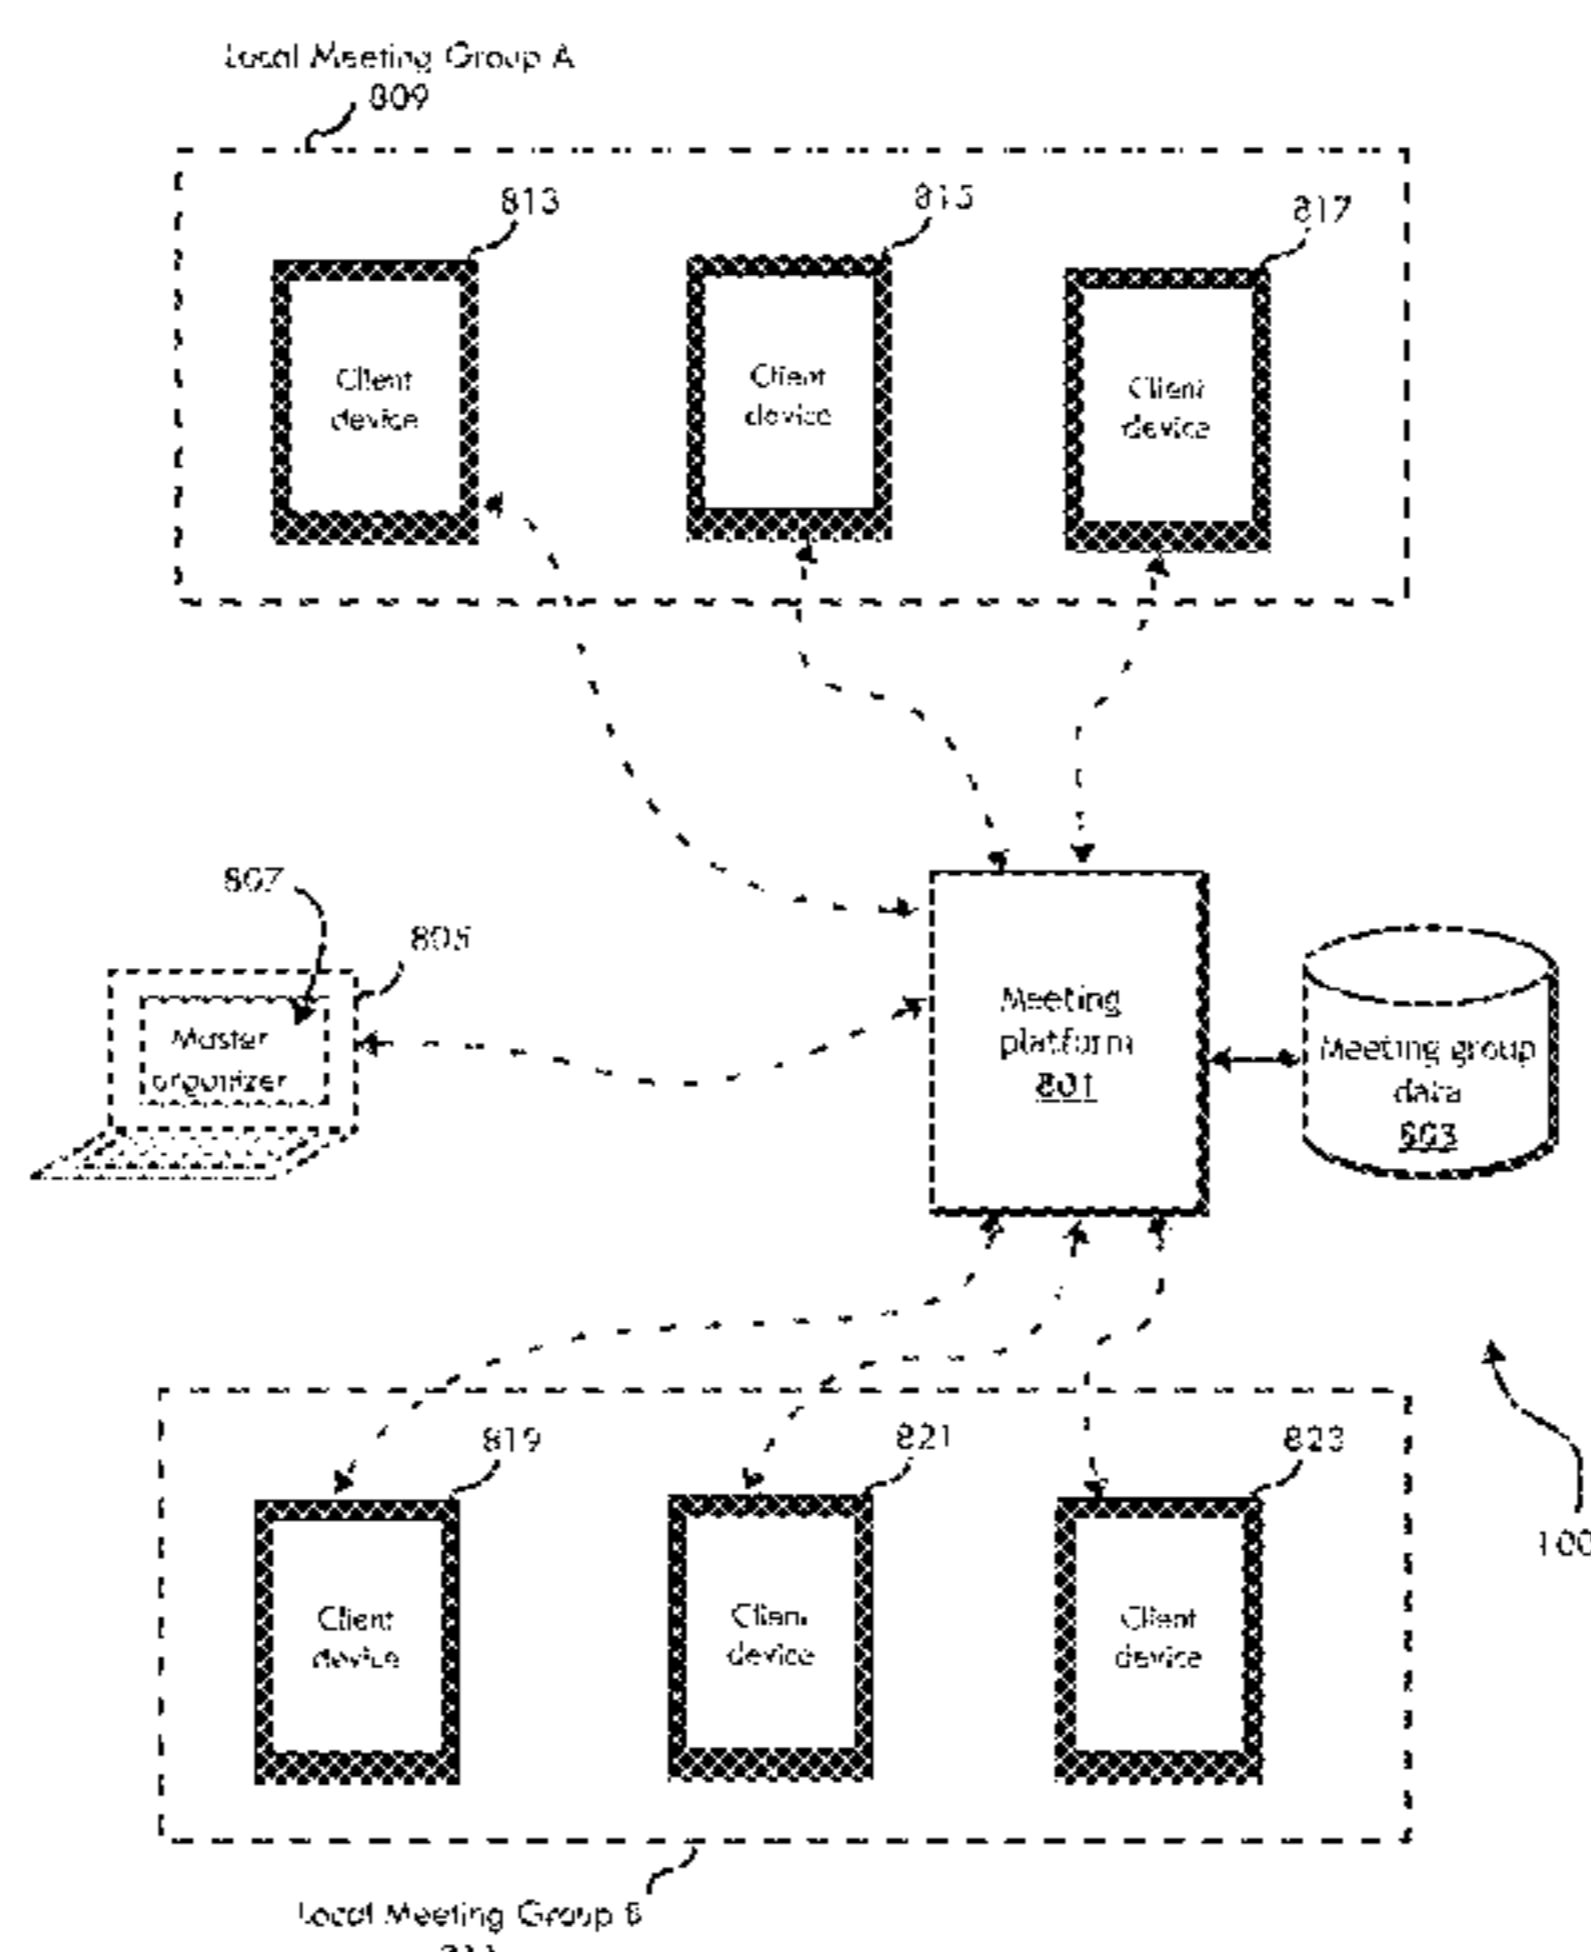 Local Meeting Group A
809
813
815
817
Client
device
Client
device
Client
device
807
805
Master
organizer
Meeting
platform
801
Meeting group
data
803
819
821
823
100
Client
device
Client
device
Client
device
Local Meeting Group B